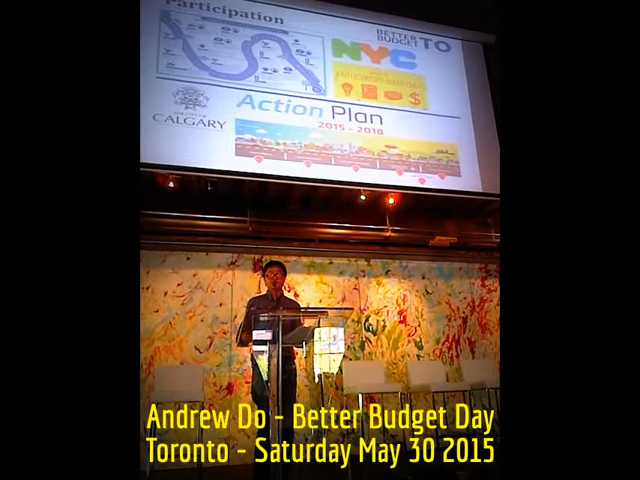 Participation
BETTER
BUDGET TO
NYC
Action Plan
2015 - 2018
THE CITY OF
CALGARY
$
Andrew Do - Better Budget Day
Toronto - Saturday May 30 2015